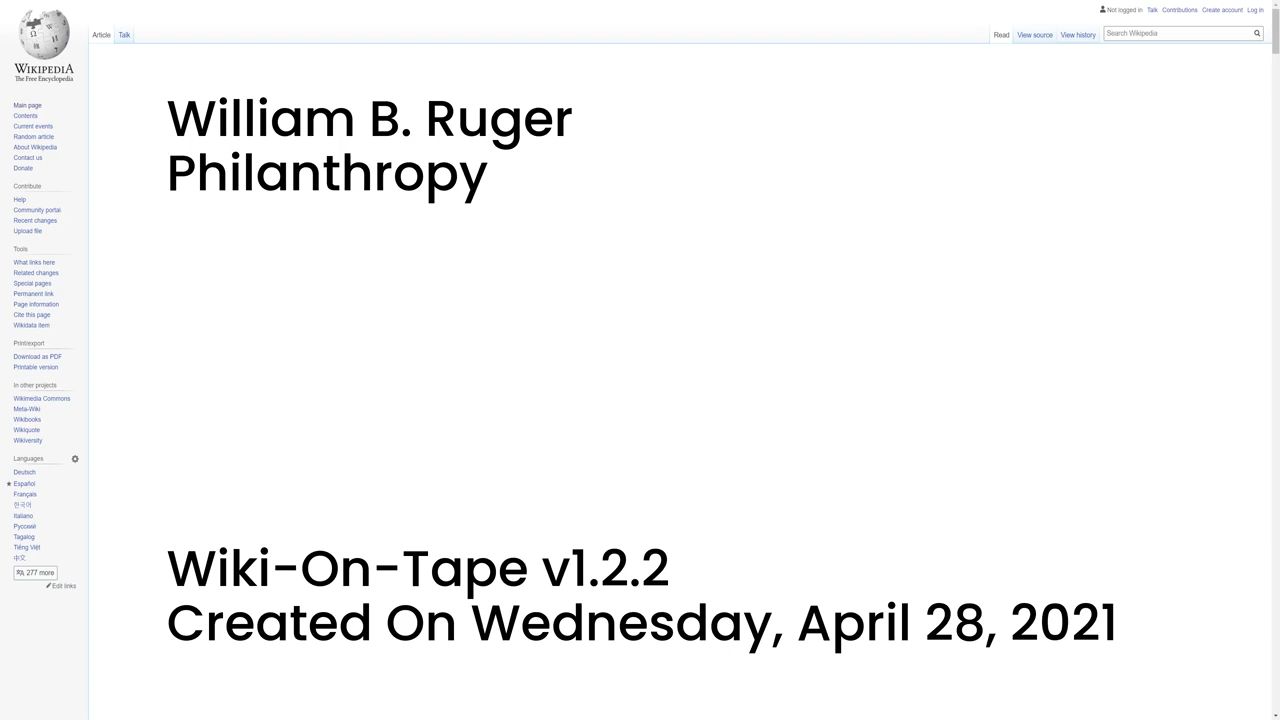 Not logged in Talk Contributions Create account Log in
Article Talk Read View source View history Search Wikipedia
WIKIPEDIA
The Free Encyclopedia
Main page
Contents
Current events
Random article
About Wikipedia
Contact us
Donate
Contribute
Help
Community portal
Recent changes
Upload file
Tools
What links here
Related changes
Special pages
Permanent link
Page information
Cite this page
Wikidata item
Print/export
Download as PDF
Printable version
In other projects
Wikimedia Commons
Meta-Wiki
Wikibooks
Wikiquote
Wikiversity
Languages
Deutsch
Español
Français
한국어
Italiano
Русский
Tagalog
Tiếng Việt
中文
277 more
Edit links
William B. Ruger
Philanthropy
Wiki-On-Tape v1.2.2
Created On Wednesday, April 28, 2021